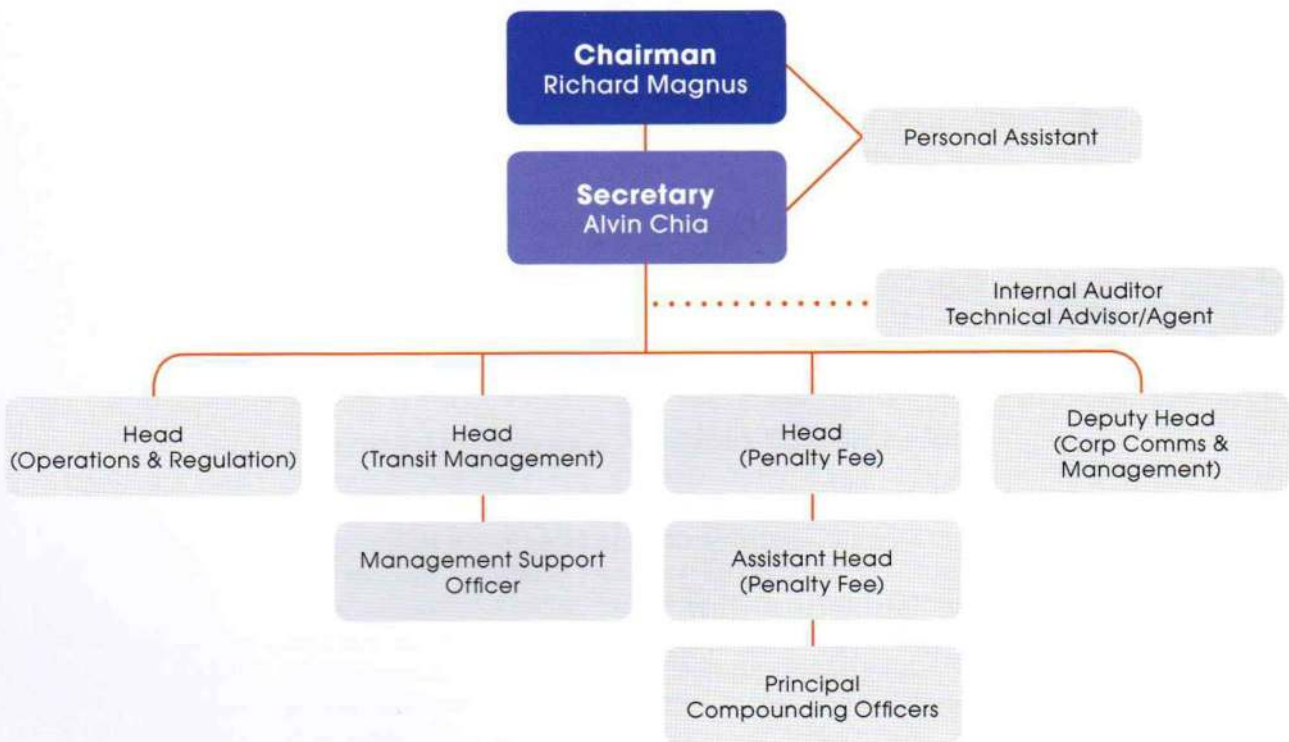 Chairman
Richard Magnus
Personal Assistant
Secretary
Alvin Chia
Internal Auditor
Technical Advisor/Agent
Head
(Operations & Regulation)
Head
(Transit Management)
Head
(Penalty Fee)
Deputy Head
(Corp Comms &
Management)
Management Support
Officer
Assistant Head
(Penalty Fee)
Principal
Compounding Officers